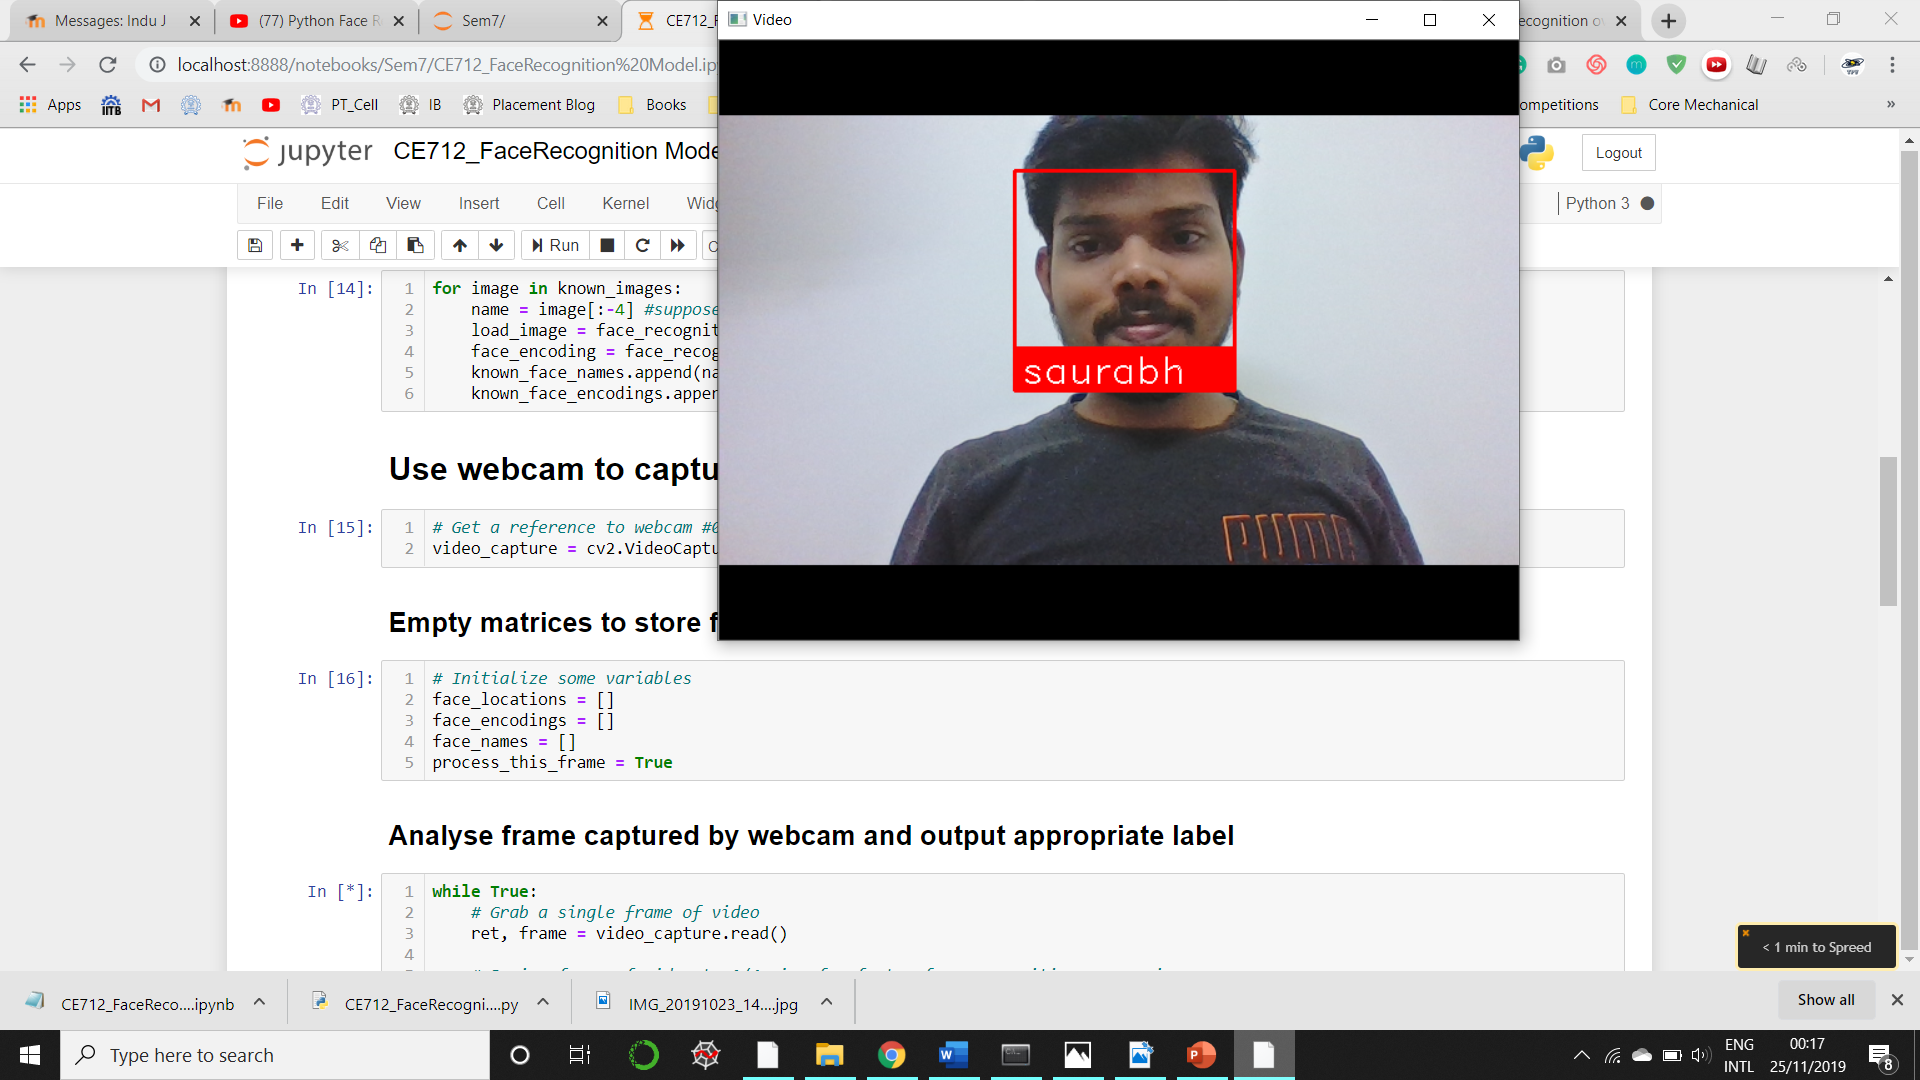 Messages: Indu J
(77) Python Face R
Sem7/
CE712_F
Video
ecognition o
localhost:8888/notebooks/Sem7/CE712_FaceRecognition%20Model.ip
Apps
IITB
PT_Cell
IB
Placement Blog
Books
ompetitions
Core Mechanical
»
jupyter CE712_FaceRecognition Mode
Logout
File Edit View Insert Cell Kernel Widg
Python 3
Run
In [14]:
1 for image in known_images:
2 name = image[:-4] #suppose
3 load_image = face_recognit
4 face_encoding = face_recog
5 known_face_names.append(na
6 known_face_encodings.appen
saurabh
PUMA
Use webcam to captu
In [15]:
1 # Get a reference to webcam #0
2 video_capture = cv2.VideoCaptu
Empty matrices to store f
In [16]:
1 # Initialize some variables
2 face_locations = []
3 face_encodings = []
4 face_names = []
5 process_this_frame = True
Analyse frame captured by webcam and output appropriate label
In [*]:
1 while True:
2 # Grab a single frame of video
3 ret, frame = video_capture.read()
4
< 1 min to Spreed
CE712_FaceReco....ipynb
CE712_FaceRecogni....py
IMG_20191023_14....jpg
Show all
Type here to search
ENG
INTL
00:17
25/11/2019
8